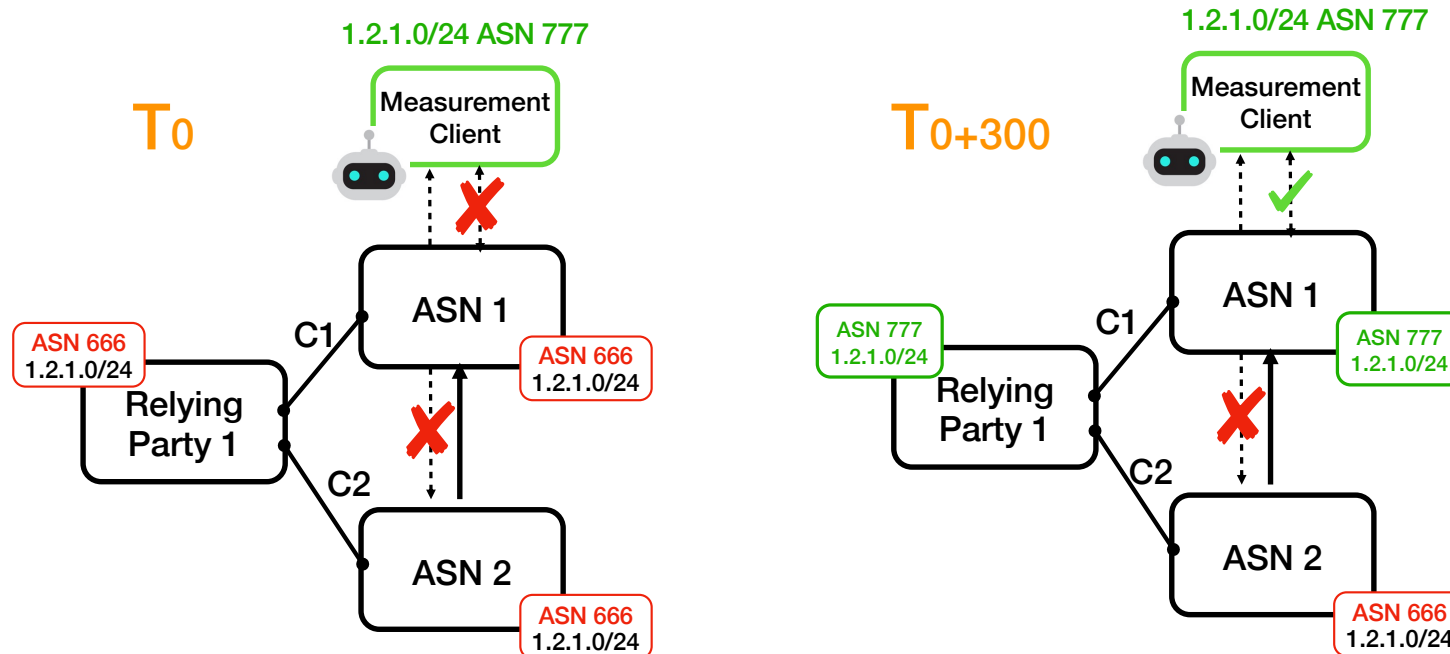 1.2.1.0/24 ASN 777
Measurement
Client
T0
ASN 1
C1
ASN 666
1.2.1.0/24
ASN 666
1.2.1.0/24
Relying
Party 1
C2
ASN 2
ASN 666
1.2.1.0/24
1.2.1.0/24 ASN 777
Measurement
Client
T0+300
ASN 1
C1
ASN 777
1.2.1.0/24
ASN 777
1.2.1.0/24
Relying
Party 1
C2
ASN 2
ASN 666
1.2.1.0/24